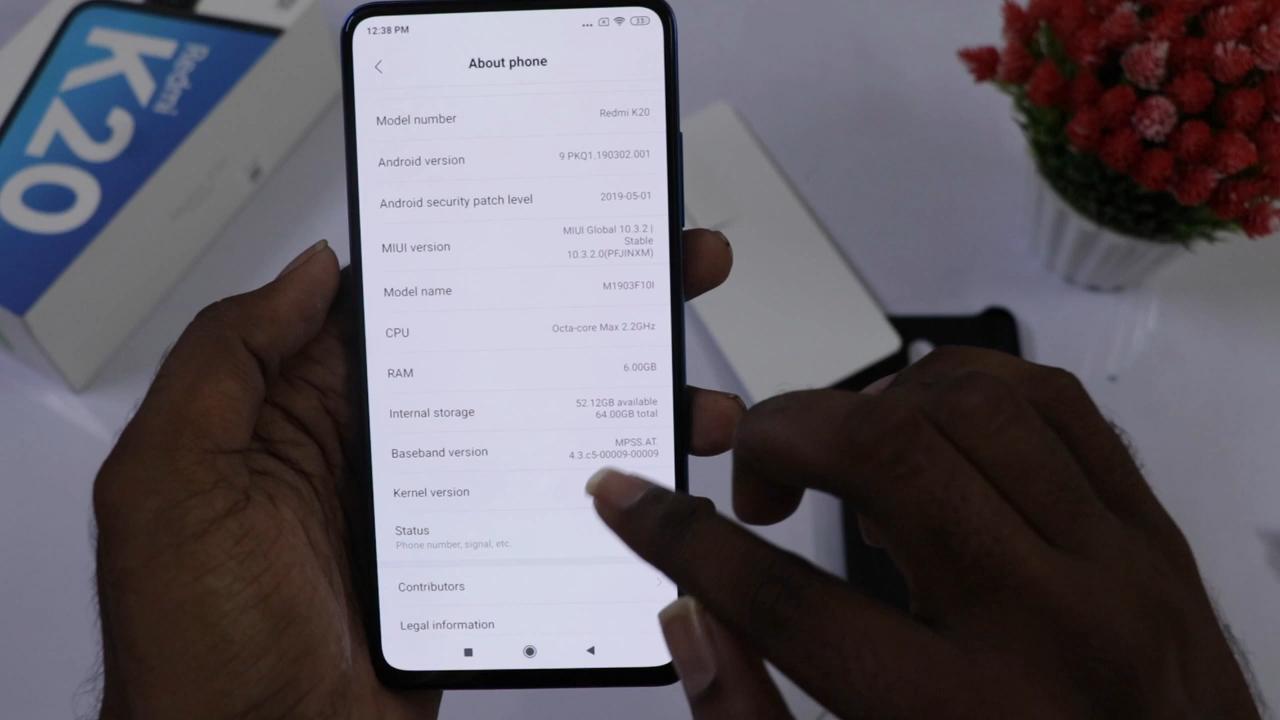 Redmi
K20
12:38 PM
33
About phone
Model number
Redmi K20
Android version
9 PKQ1.190302.001
Android security patch level
2019-05-01
MIUI version
MIUI Global 10.3.2 |
Stable
10.3.2.0(PFJINXM)
Model name
M1903F10I
CPU
Octa-core Max 2.2GHz
RAM
6.00GB
Internal storage
52.12GB available
64.00GB total
Baseband version
MPSS.AT.
4.3.c5-00009-00009
Kernel version
Status
Phone number, signal, etc.
Contributors
Legal information